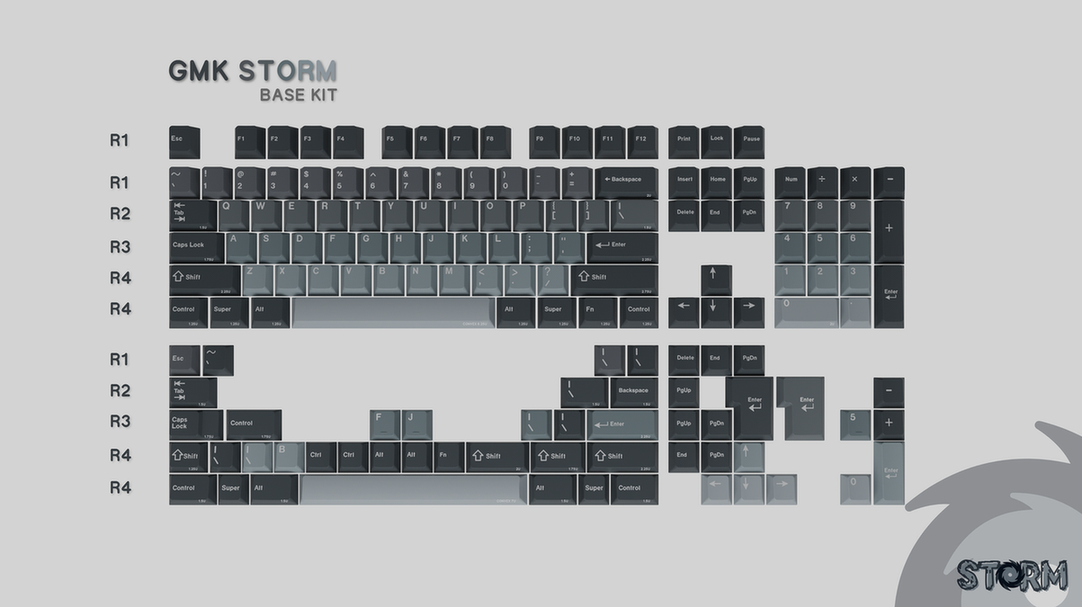 GMK STORM
BASE KIT
R1 Esc F1 F2 F3 F4 F5 F6 F7 F8 F9 F10 F11 F12 Print Lock Pause
R1 ~ ` ! 1 @ 2 # 3 $ 4 % 5 ^ 6 & 7 * 8 ( 9 ) 0 _ - + = ← Backspace Insert Home PgUp Num ÷ × −
R2 Tab Q W E R T Y U I O P { [ } ] | \ Delete End PgDn 7 8 9 +
R3 Caps Lock A S D F G H J K L : ; " ' Enter 4 5 6
R4 ⇧ Shift Z X C V B N M < , > . ? / ⇧ Shift ↑ 1 2 3 Enter
R4 Control Super Alt Alt Super Fn Control ← ↓ → 0 .
R1 Esc ~ ` | \ | \ Delete End PgDn
R2 Tab | \ Backspace PgUp Enter Enter −
R3 Caps Lock Control F J | \ | \ Enter PgUp PgDn 5 +
R4 ⇧ Shift | \ | \ B Ctrl Ctrl Alt Alt Fn ⇧ Shift ⇧ Shift ⇧ Shift End PgDn ↑ Enter
R4 Control Super Alt Alt Super Control ← ↓ → 0
STORM